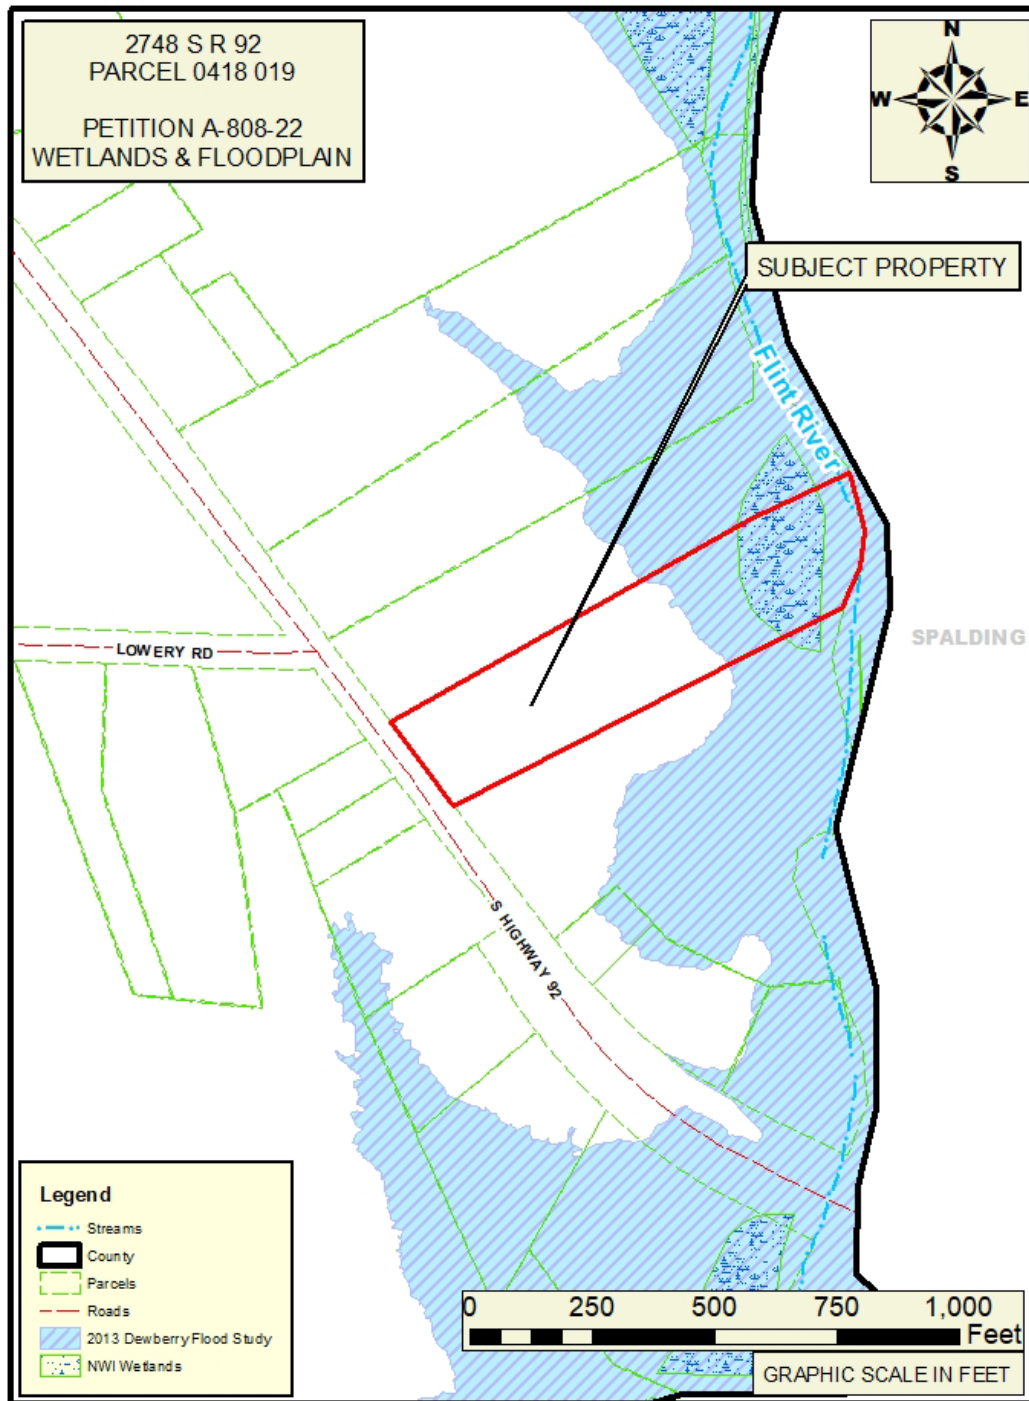 2748 S R 92
PARCEL 0418 019
PETITION A-808-22
WETLANDS & FLOODPLAIN
N
W E
S
SUBJECT PROPERTY
Flint River
SPALDING
LOWERY RD
S HIGHWAY 92
Legend
Streams
County
Parcels
Roads
2013 Dewberry Flood Study
NWI Wetlands
0 250 500 750 1,000
Feet
GRAPHIC SCALE IN FEET